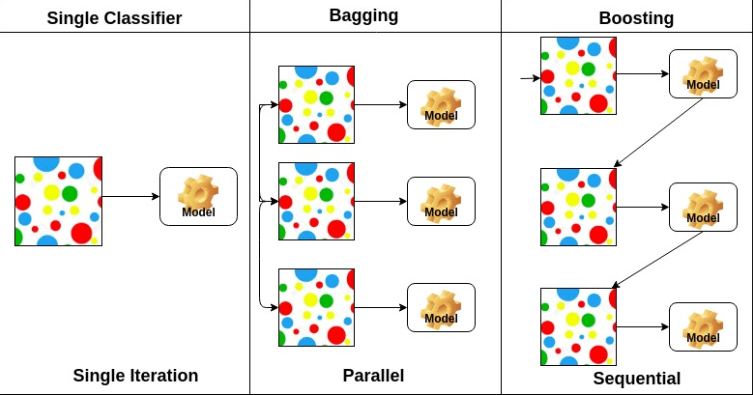 Single Classifier
Bagging
Boosting
Model
Model
Model
Model
Model
Model
Model
Single Iteration
Parallel
Sequential